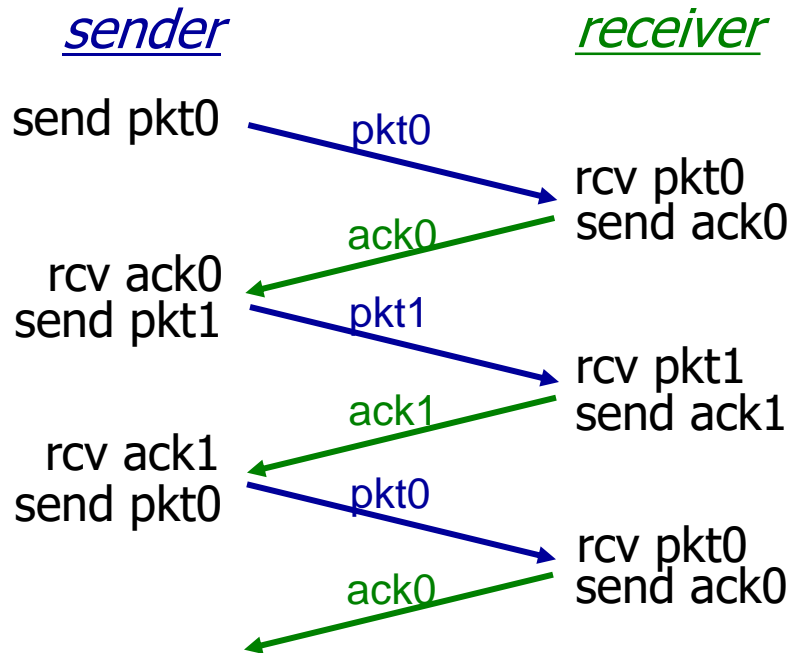 sender
receiver
send pkt0
pkt0
rcv pkt0
send ack0
ack0
rcv ack0
send pkt1
pkt1
rcv pkt1
send ack1
ack1
rcv ack1
send pkt0
pkt0
rcv pkt0
send ack0
ack0